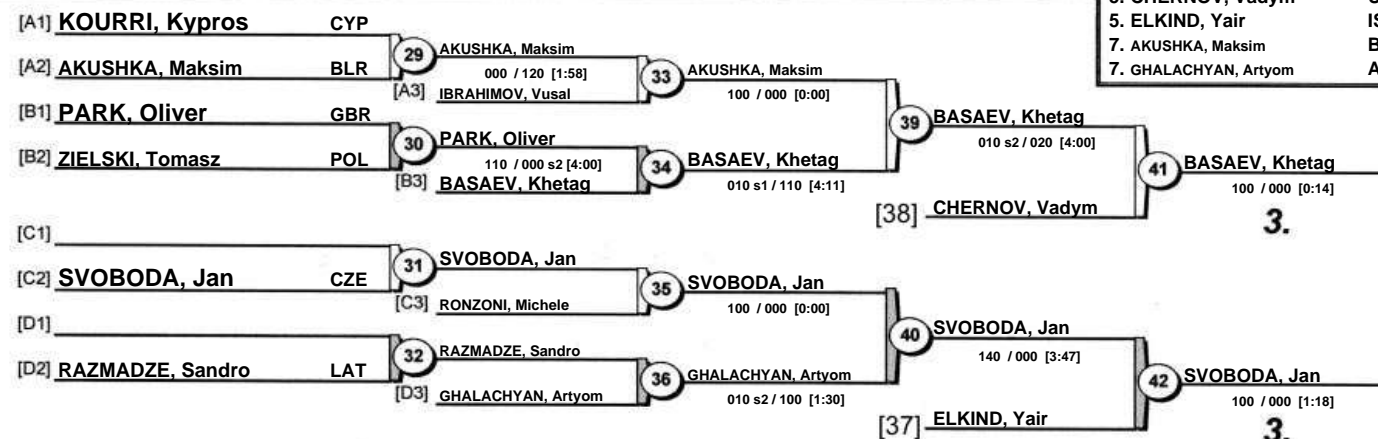 3. CHERNOV, Vadym
5. ELKIND, Yair IS
7. AKUSHKA, Maksim B
7. GHALACHYAN, Artyom A
[A1] KOURRI, Kypros CYP
29 AKUSHKA, Maksim
[A2] AKUSHKA, Maksim BLR
000 / 120 [1:58]
33 AKUSHKA, Maksim
[A3] IBRAHIMOV, Vusal
100 / 000 [0:00]
[B1] PARK, Oliver GBR
39 BASAEV, Khetag
30 PARK, Oliver
010 s2 / 020 [4:00]
[B2] ZIELSKI, Tomasz POL
110 / 000 s2 [4:00]
34 BASAEV, Khetag
41 BASAEV, Khetag
[B3] BASAEV, Khetag
010 s1 / 110 [4:11]
100 / 000 [0:14]
[38] CHERNOV, Vadym
3.
[C1]
31 SVOBODA, Jan
[C2] SVOBODA, Jan CZE
35 SVOBODA, Jan
[C3] RONZONI, Michele
100 / 000 [0:00]
[D1]
40 SVOBODA, Jan
32 RAZMADZE, Sandro
140 / 000 [3:47]
[D2] RAZMADZE, Sandro LAT
36 GHALACHYAN, Artyom
42 SVOBODA, Jan
[D3] GHALACHYAN, Artyom
010 s2 / 100 [1:30]
100 / 000 [1:18]
[37] ELKIND, Yair
3.